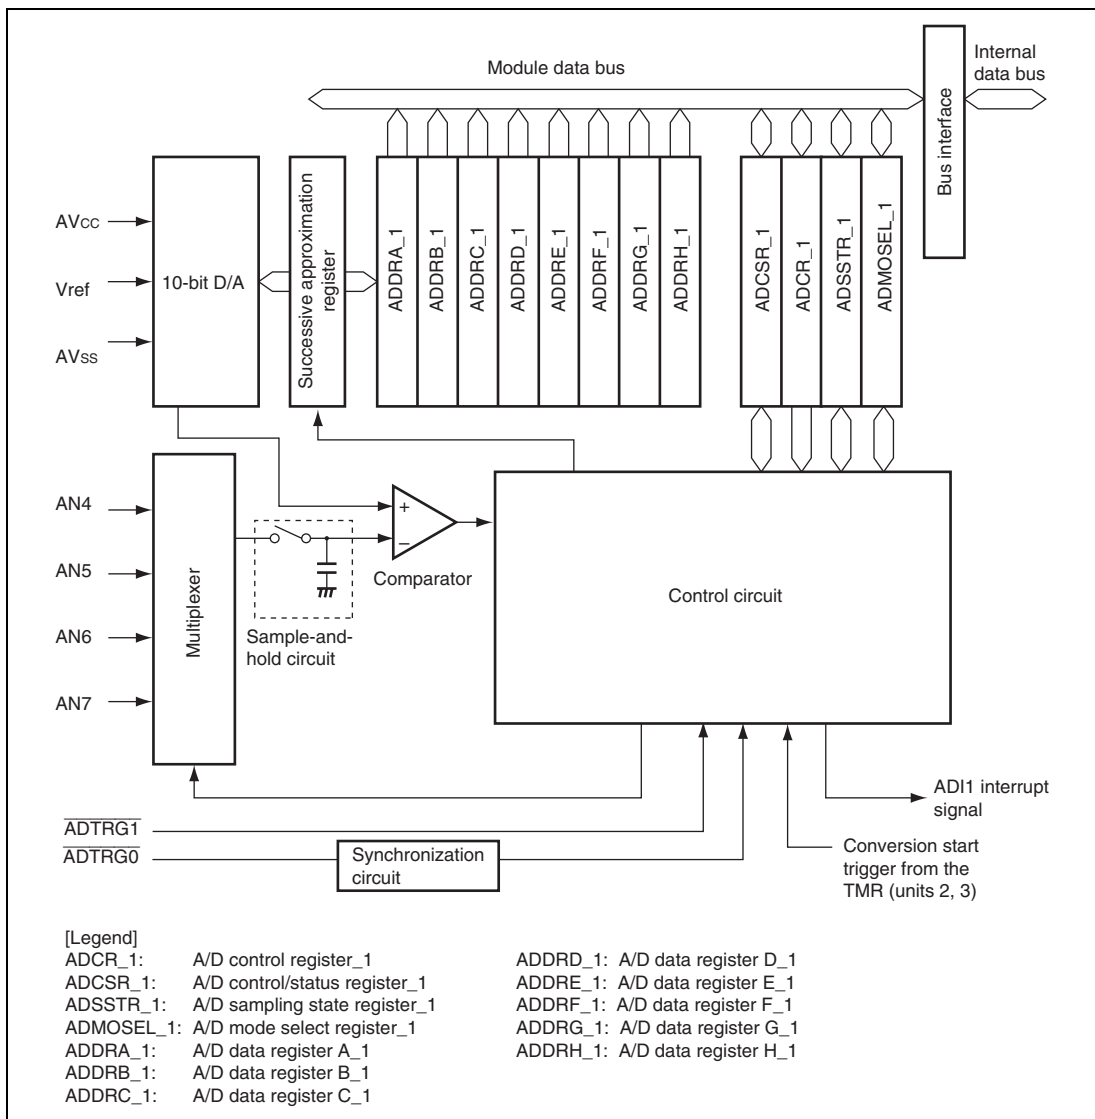 Module data bus
Internal
data bus
Bus interface
AVCC
Vref
AVSS
10-bit D/A
Successive approximation
register
ADDRA_1
ADDRB_1
ADDRC_1
ADDRD_1
ADDRE_1
ADDRF_1
ADDRG_1
ADDRH_1
ADCSR_1
ADCR_1
ADSSTR_1
ADMOSEL_1
AN4
AN5
AN6
AN7
Multiplexer
+
–
Comparator
Sample-and-
hold circuit
Control circuit
ADI1 interrupt
signal
ADTRG1
ADTRG0
Synchronization
circuit
Conversion start
trigger from the
TMR (units 2, 3)
[Legend]
ADCR_1: A/D control register_1
ADCSR_1: A/D control/status register_1
ADSSTR_1: A/D sampling state register_1
ADMOSEL_1: A/D mode select register_1
ADDRA_1: A/D data register A_1
ADDRB_1: A/D data register B_1
ADDRC_1: A/D data register C_1
ADDRD_1: A/D data register D_1
ADDRE_1: A/D data register E_1
ADDRF_1: A/D data register F_1
ADDRG_1: A/D data register G_1
ADDRH_1: A/D data register H_1